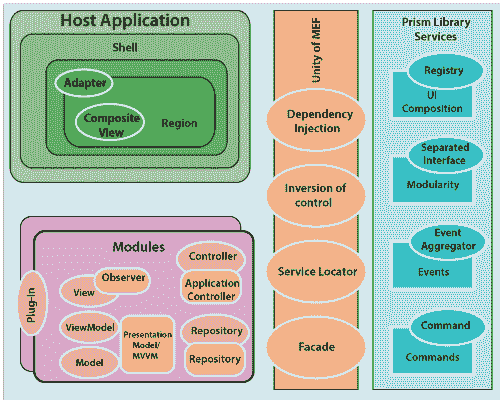 Host Application
Shell
Adapter
Composite
View
Region
Modules
Plug-In
View
Observer
ViewModel
Model
Presentation
Model/
MVVM
Controller
Application
Controller
Repository
Repository
Unity of MEF
Dependency
Injection
Inversion of
control
Service Locator
Facade
Prism Library
Services
Registry
UI
Composition
Separated
Interface
Modularity
Event
Aggregator
Events
Command
Commands